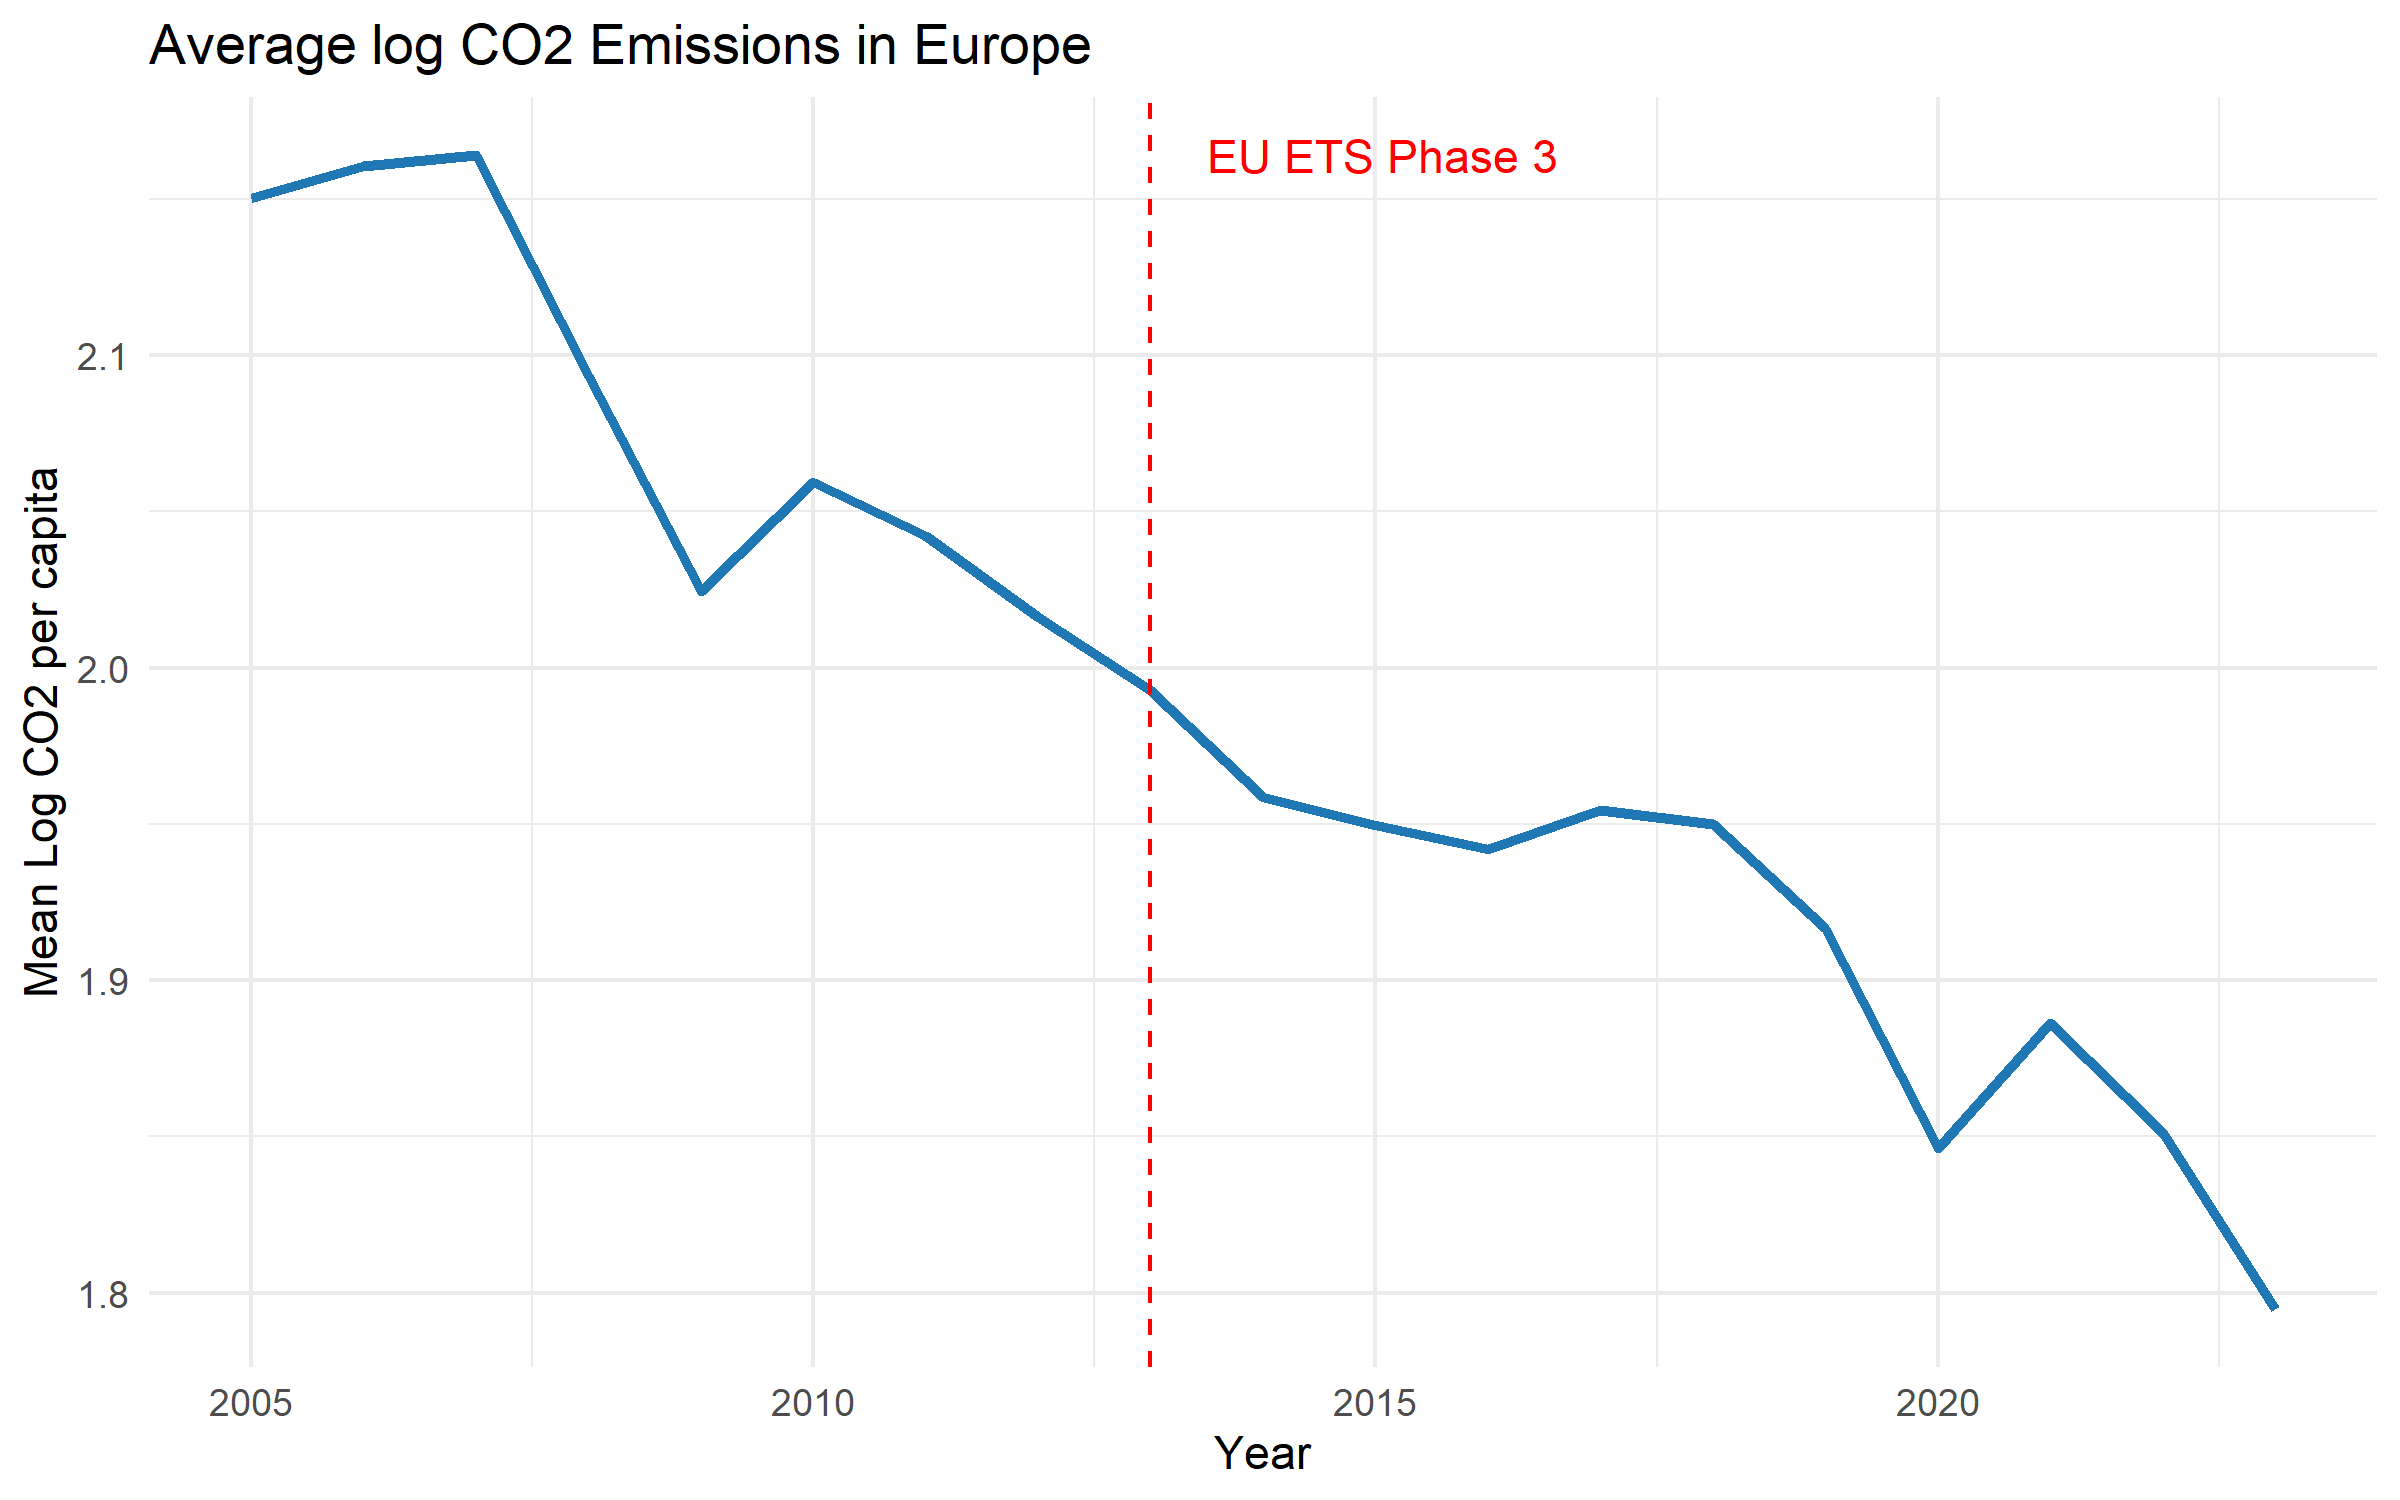 Average log CO2 Emissions in Europe
EU ETS Phase 3
Mean Log CO2 per capita
2.1
2.0
1.9
1.8
2005
2010
2015
2020
Year